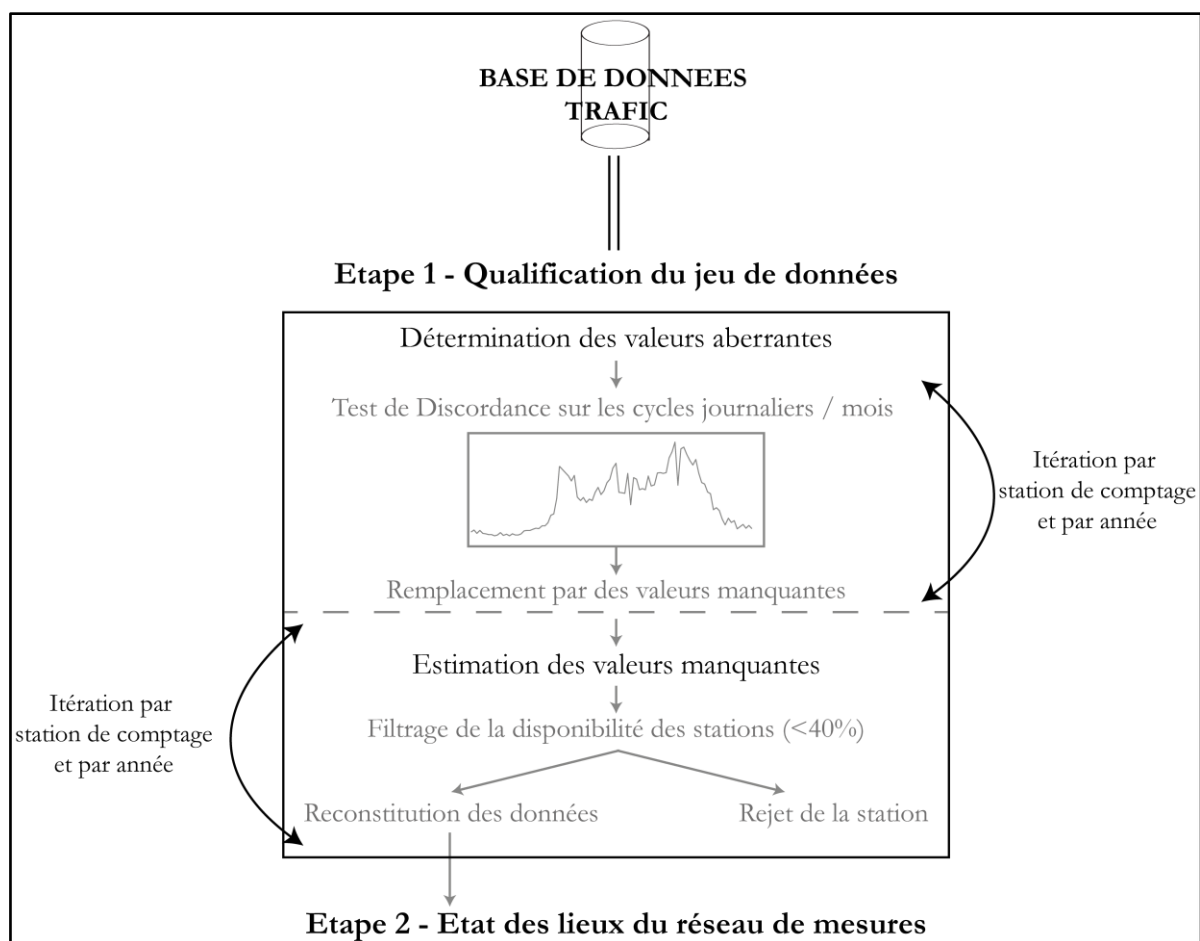 BASE DE DONNEES
TRAFIC
Etape 1 - Qualification du jeu de données
Détermination des valeurs aberrantes
Test de Discordance sur les cycles journaliers / mois
Itération par
station de comptage
et par année
Remplacement par des valeurs manquantes
Estimation des valeurs manquantes
Filtrage de la disponibilité des stations (<40%)
Itération par
station de comptage
et par année
Reconstitution des données
Rejet de la station
Etape 2 - Etat des lieux du réseau de mesures